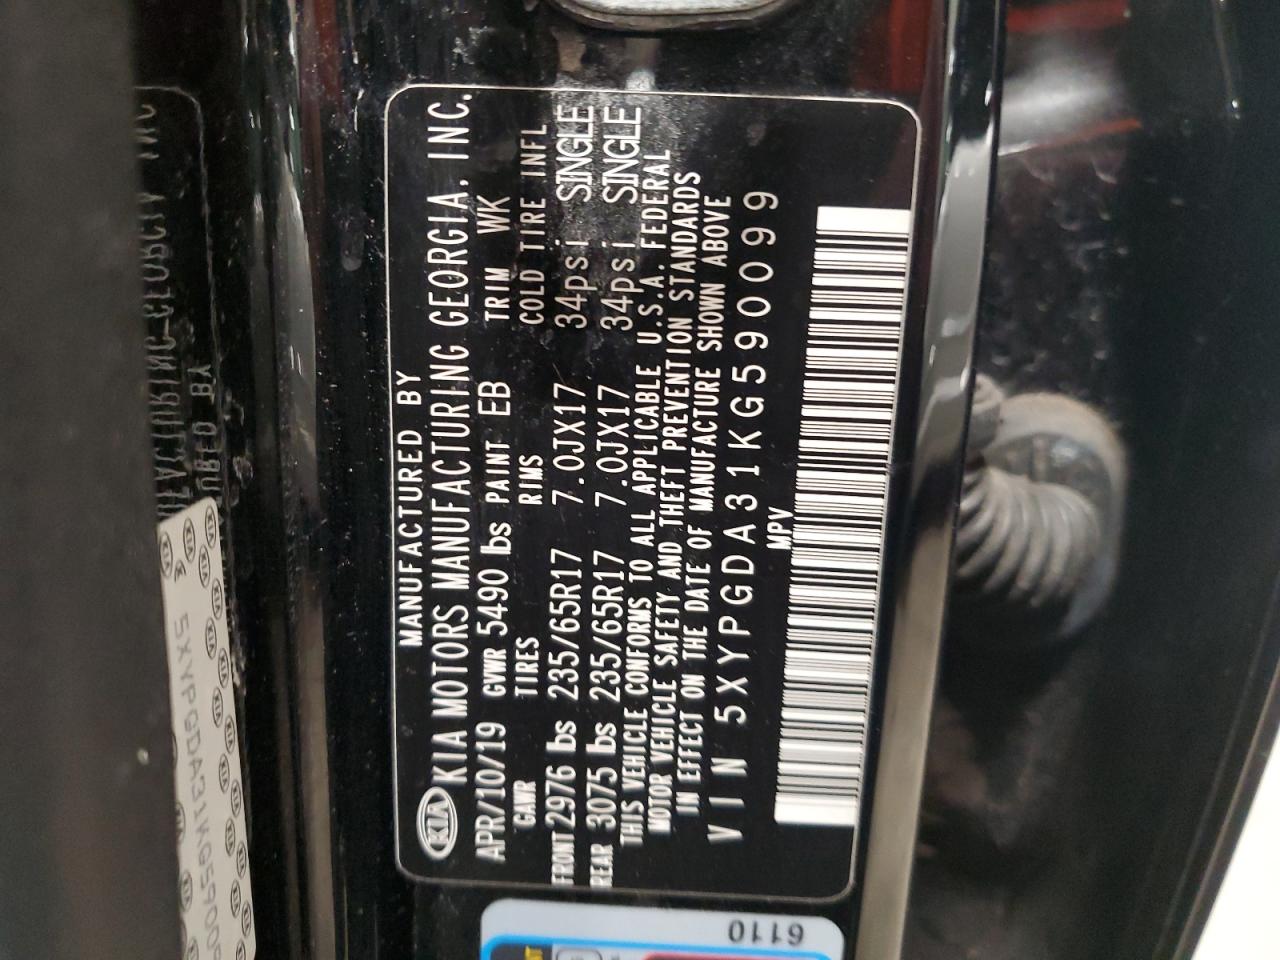 MANUFACTURED BY
KIA KIA MOTORS MANUFACTURING GEORGIA, INC.
APR/10/19 GVWR 5490 lbs PAINT EB TRIM WK
GAWR TIRES RIMS COLD TIRE INFL
FRONT 2976 lbs 235/65R17 7.0JX17 34psi SINGLE
REAR 3075 lbs 235/65R17 7.0JX17 34psi SINGLE
THIS VEHICLE CONFORMS TO ALL APPLICABLE U.S.A. FEDERAL
MOTOR VEHICLE SAFETY AND THEFT PREVENTION STANDARDS
IN EFFECT ON THE DATE OF MANUFACTURE SHOWN ABOVE
VIN 5XYPGDA31KG590099
MPV
6110